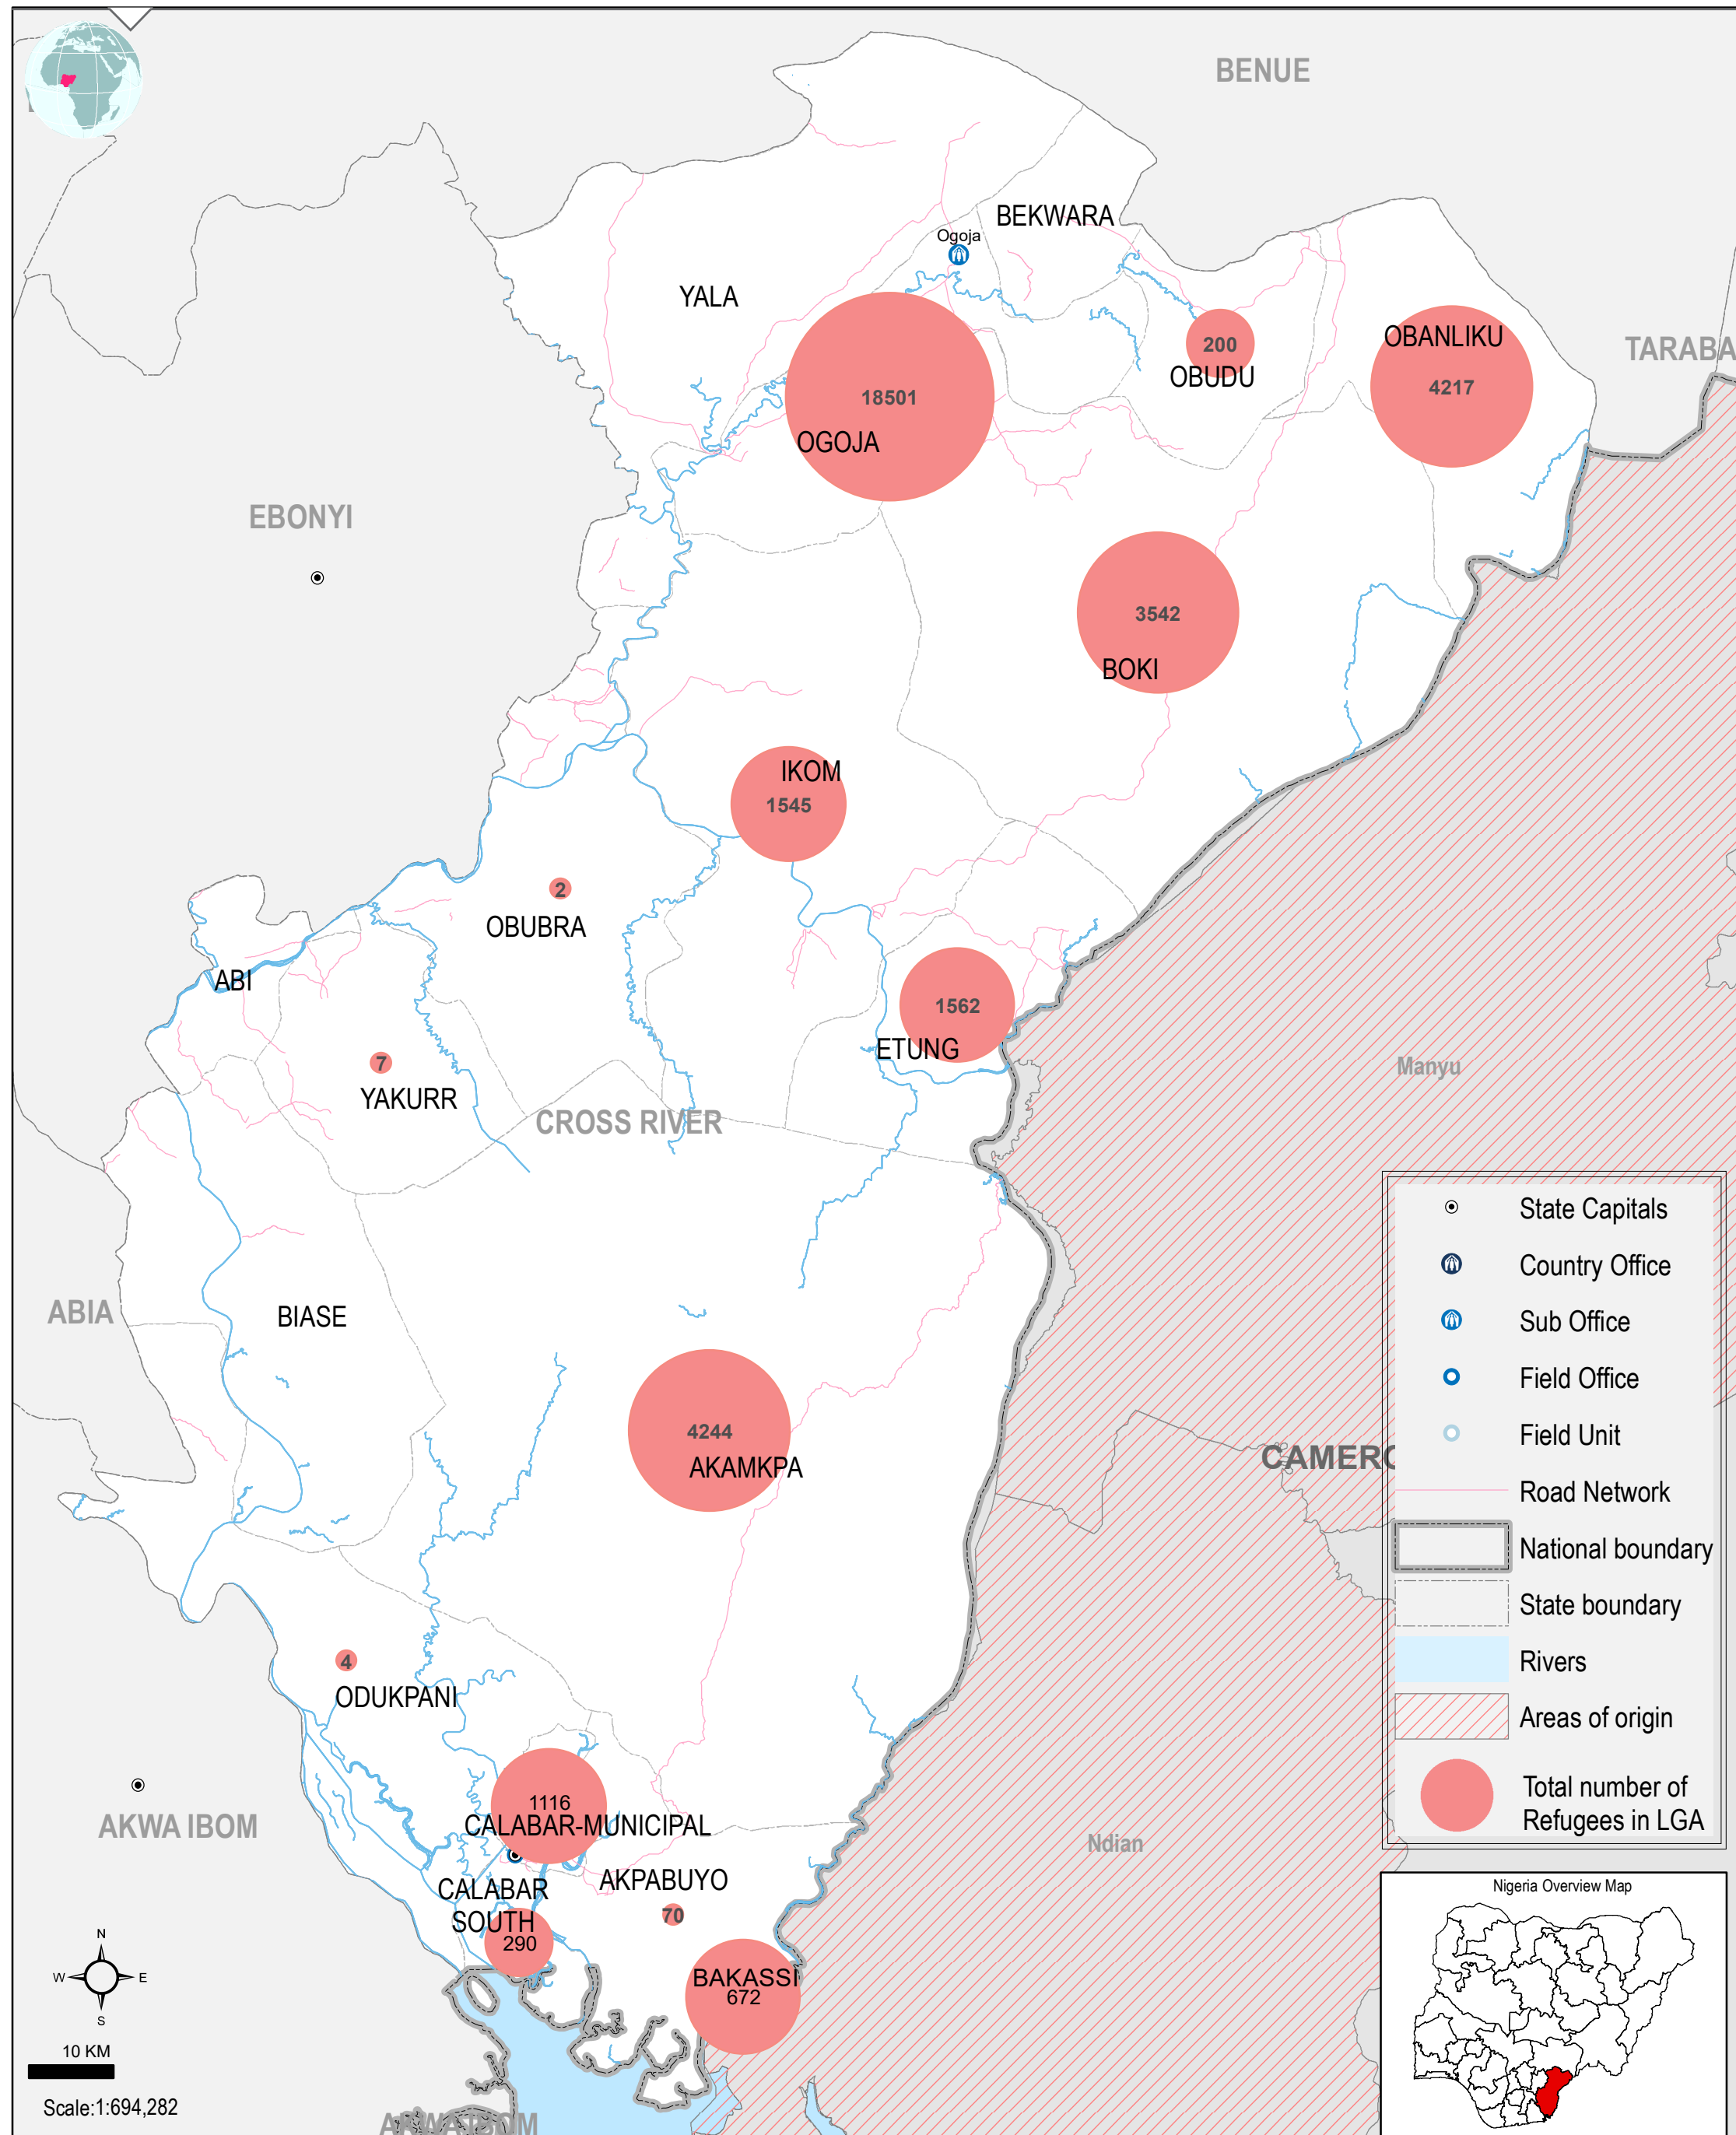 BENUE
BEKWARA
Ogoja
YALA
200
OBUDU
OBANLIKU
4217
TARABA
18501
OGOJA
EBONYI
3542
BOKI
IKOM
1545
2
OBUBRA
ABI
1562
ETUNG
7
YAKURR
CROSS RIVER
Manyu
ABIA
BIASE
4244
AKAMKPA
CAMERO
4
ODUKPANI
1116
CALABAR-MUNICIPAL
AKWA IBOM
AKPABUYO
CALABAR
SOUTH
290
70
BAKASSI
672
Ndian
State Capitals
Country Office
Sub Office
Field Office
Field Unit
Road Network
National boundary
State boundary
Rivers
Areas of origin
Total number of
Refugees in LGA
Nigeria Overview Map
N
W
E
S
10 KM
Scale:1:694,282
AKWA IBOM